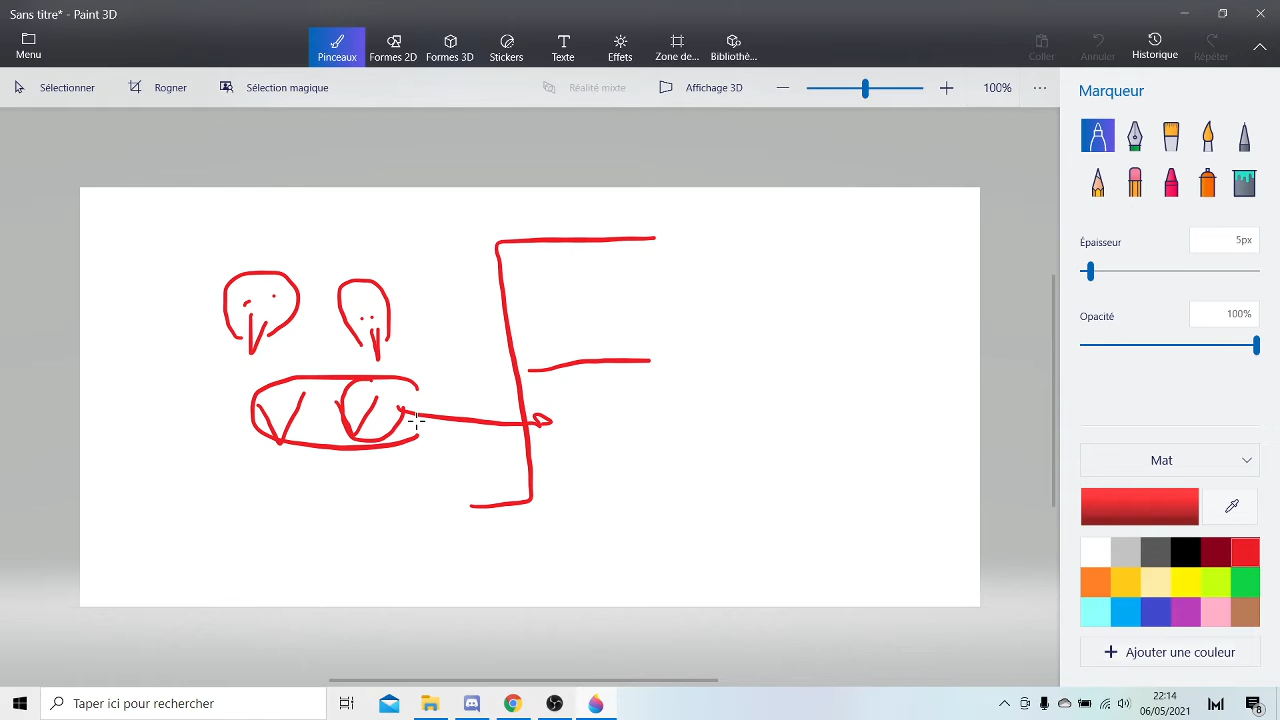 Sans titre* - Paint 3D
Menu
Pinceaux
Formes 2D
Formes 3D
Stickers
Texte
Effets
Zone de...
Bibliothè...
Coller
Annuler
Historique
Répéter
Sélectionner
Rogner
Sélection magique
Réalité mixte
Affichage 3D
100%
Marqueur
Épaisseur
5px
Opacité
100%
Mat
Ajouter une couleur
Taper ici pour rechercher
22:14
06/05/2021
8